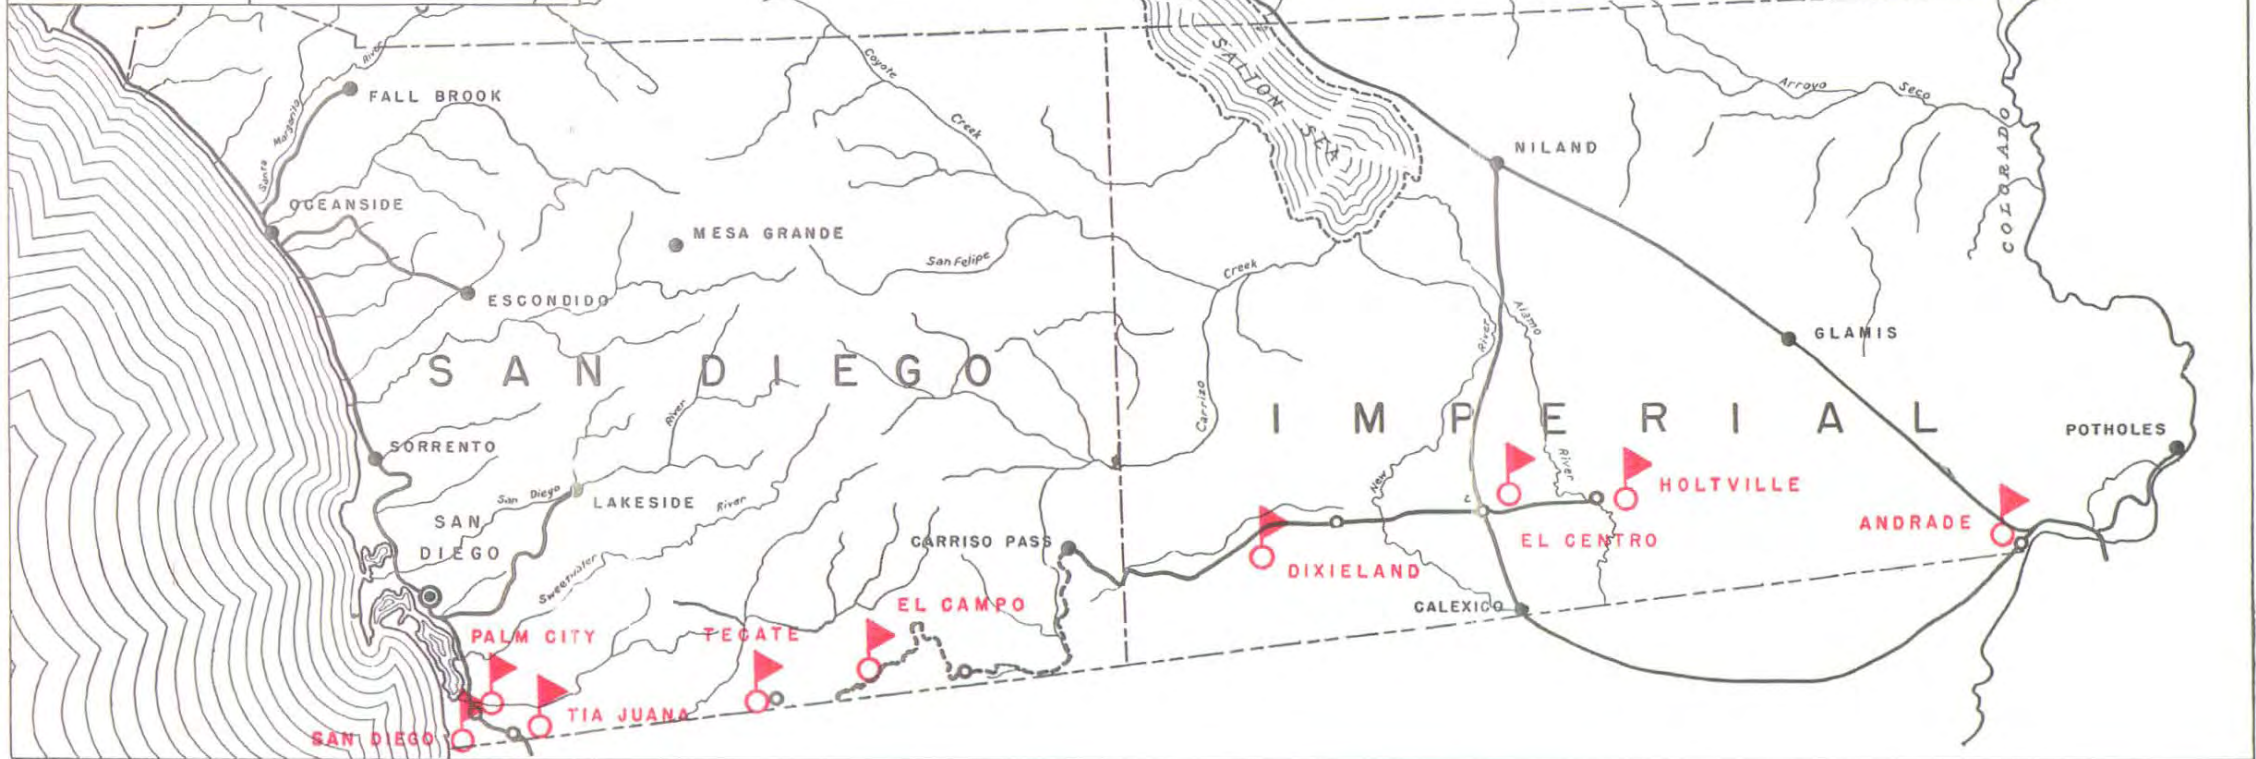 Coyote
Creek
SALTON SEA
Arroyo Seco
COLORADO
River
Santa Margarita
FALL BROOK
NILAND
OCEANSIDE
MESA GRANDE
San Felipe
Creek
ESCONDIDO
Alamo
River
River
GLAMIS
SAN DIEGO
Carrizo
River
IMPERIAL
POTHOLES
SORRENTO
San Diego
LAKESIDE
River
New
HOLTVILLE
SAN
DIEGO
CARRISO PASS
EL CENTRO
ANDRADE
DIXIELAND
Sweetwater
EL CAMPO
CALEXICO
PALM CITY
TECATE
TIA JUANA
SAN DIEGO